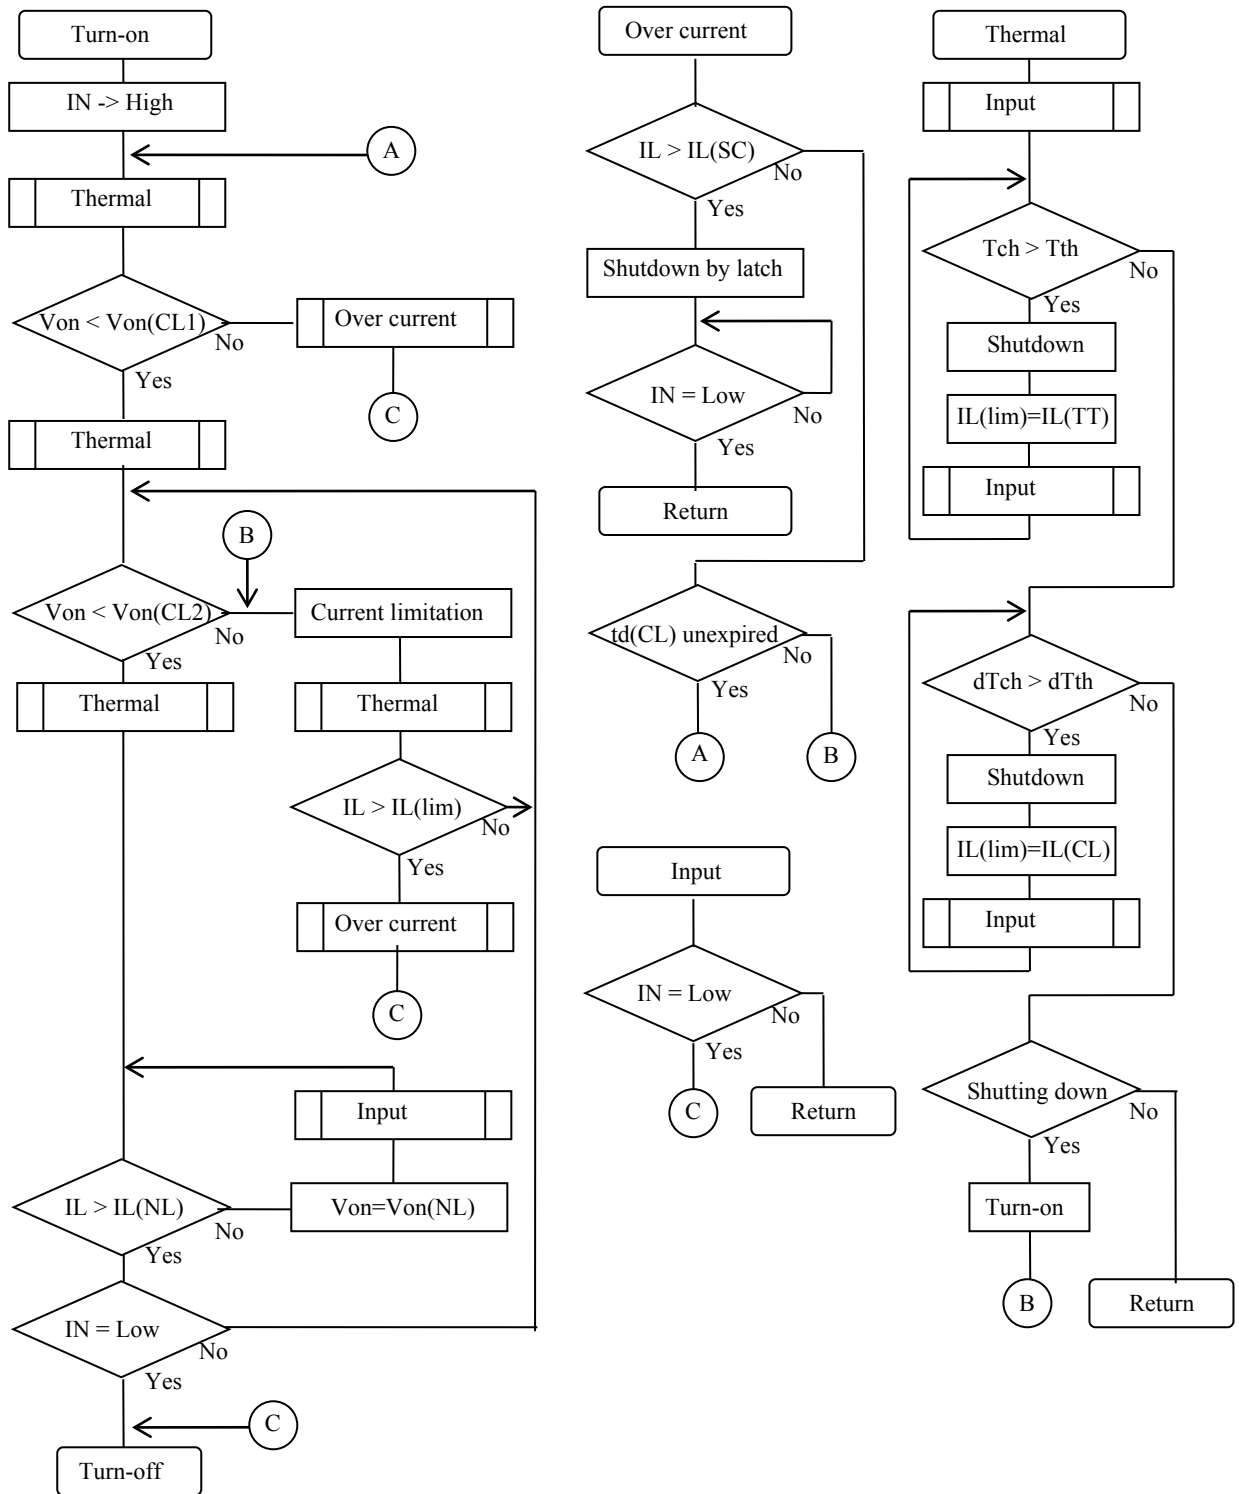 Turn-on
IN -> High
A
Thermal
Von < Von(CL1)
No
Yes
Over current
C
Thermal
B
Von < Von(CL2)
No
Yes
Current limitation
Thermal
Thermal
IL > IL(lim)
No
Yes
Over current
C
Input
Von=Von(NL)
IL > IL(NL)
No
Yes
IN = Low
No
Yes
C
Turn-off
Over current
IL > IL(SC)
No
Yes
Shutdown by latch
IN = Low
No
Yes
Return
td(CL) unexpired
No
Yes
A
B
Input
IN = Low
No
Yes
C
Return
Thermal
Input
Tch > Tth
No
Yes
Shutdown
IL(lim)=IL(TT)
Input
dTch > dTth
No
Yes
Shutdown
IL(lim)=IL(CL)
Input
Shutting down
No
Yes
Turn-on
B
Return